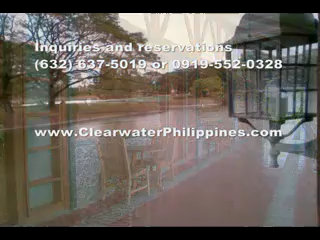 Inquiries and reservations
(632) 637-5019 or 0919-552-0328
www.ClearwaterPhilippines.com